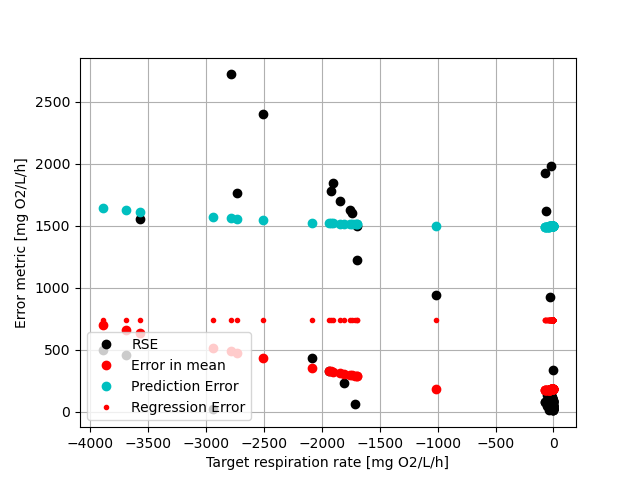 2500
2000
1500
1000
500
0
Error metric [mg O2/L/h]
RSE
Error in mean
Prediction Error
Regression Error
−4000 −3500 −3000 −2500 −2000 −1500 −1000 −500 0
Target respiration rate [mg O2/L/h]